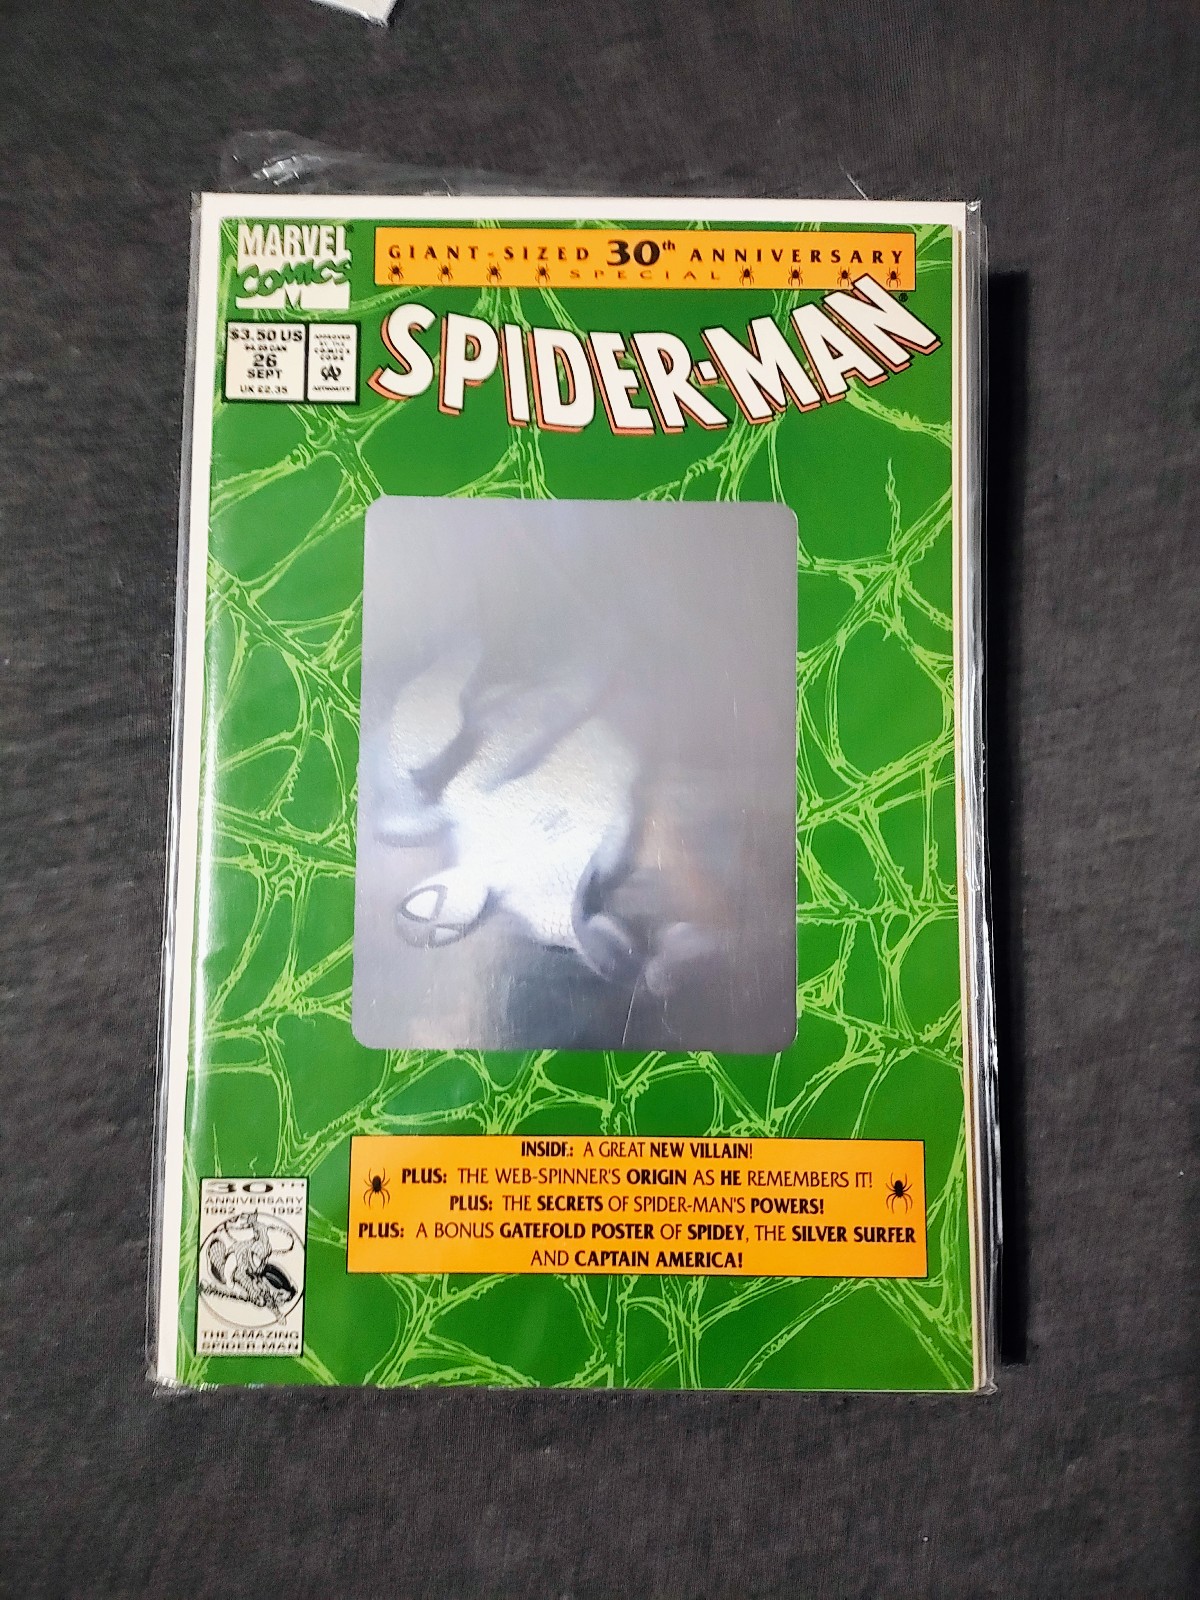 MARVEL
COMICS
GIANT-SIZED 30th ANNIVERSARY
SPECIAL
SPIDER-MAN®
$3.50 US
26
SEPT
UK £2.35
APPROVED
BY THE
COMICS
CODE
AUTHORITY
INSIDE: A GREAT NEW VILLAIN!
PLUS: THE WEB-SPINNER'S ORIGIN AS HE REMEMBERS IT!
PLUS: THE SECRETS OF SPIDER-MAN'S POWERS!
PLUS: A BONUS GATEFOLD POSTER OF SPIDEY, THE SILVER SURFER
AND CAPTAIN AMERICA!
30TH
ANNIVERSARY
1962 1992
THE AMAZING
SPIDER-MAN